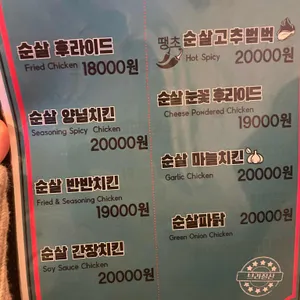 순살 후라이드
Fried Chicken 18000원
순살 양념치킨
Seasoning Spicy Chicken
20000원
순살 반반치킨
Fried & Seasoning Chicken
19000원
순살 간장치킨
Soy Sauce Chicken
20000원
땡초 순살고추범벅
Hot Spicy 20000원
순살 눈꽃 후라이드
Cheese Powdered Chicken
19000원
순살 마늘치킨
Garlic Chicken 20000원
순살파닭 20000원
Green Onion Chicken